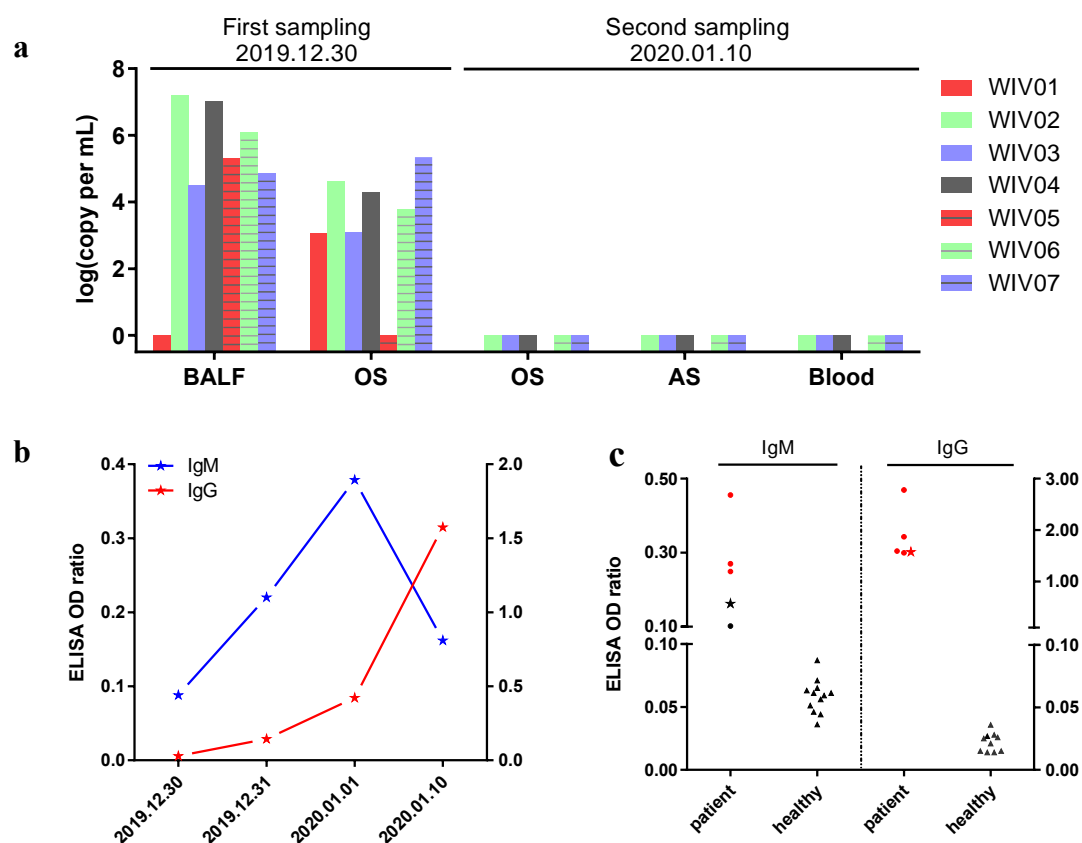 a
First sampling
2019.12.30
Second sampling
2020.01.10
log(copy per mL)
8
6
4
2
0
BALF
OS
OS
AS
Blood
WIV01
WIV02
WIV03
WIV04
WIV05
WIV06
WIV07
b
IgM
IgG
ELISA OD ratio
0.4
0.3
0.2
0.1
0.0
2.0
1.5
1.0
0.5
0.0
2019.12.30
2019.12.31
2020.01.01
2020.01.10
c
IgM
IgG
ELISA OD ratio
0.50
0.30
0.10
0.10
0.05
0.00
3.00
2.00
1.00
0.10
0.05
0.00
patient
healthy
patient
healthy